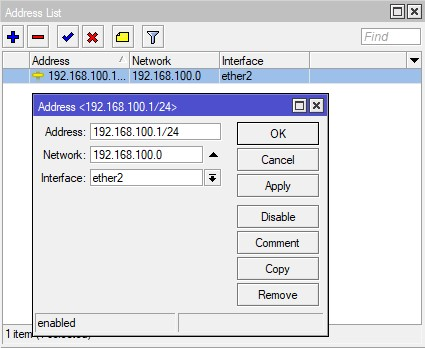 Address List
Find
Address Network Interface
192.168.100.1... 192.168.100.0 ether2
Address <192.168.100.1/24>
Address: 192.168.100.1/24
Network: 192.168.100.0
Interface: ether2
OK
Cancel
Apply
Disable
Comment
Copy
Remove
enabled
1 item